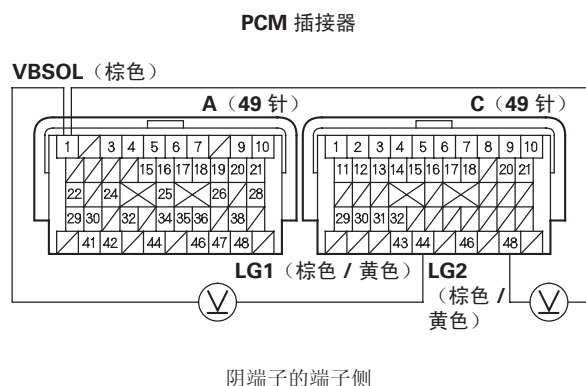 PCM 插接器
VBSOL（棕色）
A（49 针） C（49 针）
1 3 4 5 6 7 9 10 1 2 3 4 5 6 7 8 9 10
15 16 17 18 19 20 21 11 12 13 14 15 16 17 18 20 21
22 24 25 26 28
29 30 32 34 35 36 38 29 30 31 32
41 42 44 46 47 48 43 44 46 48
LG1（棕色 / 黄色） LG2
（棕色 /
黄色）
V V
阴端子的端子侧